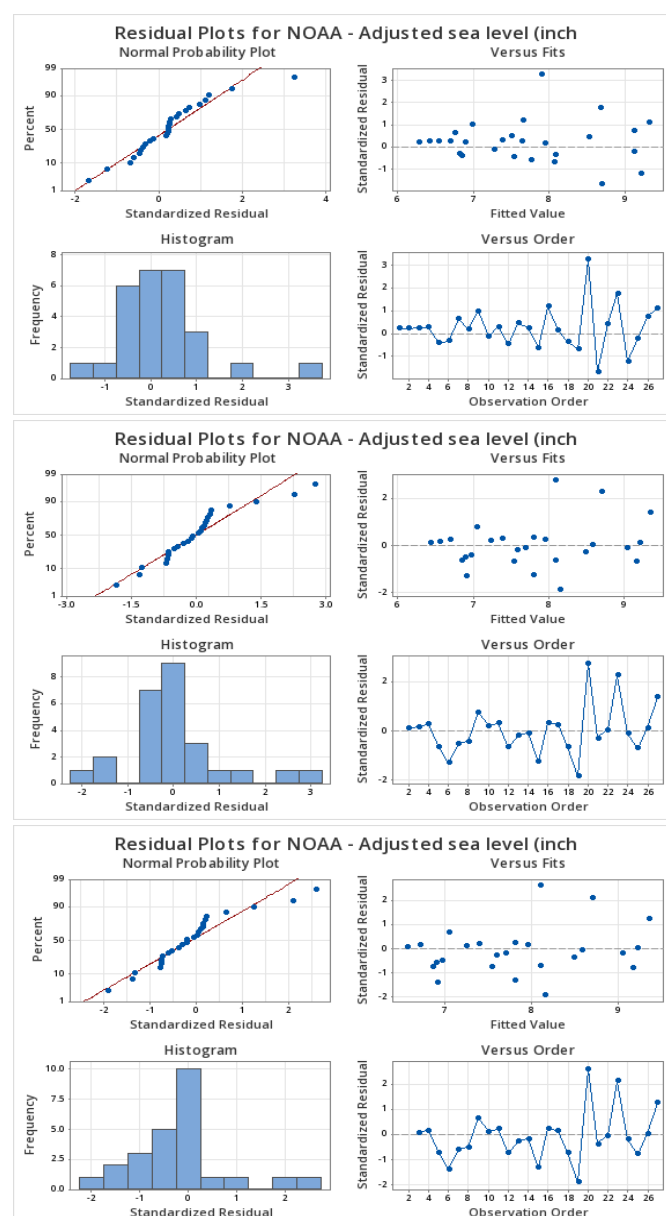 Residual Plots for NOAA - Adjusted sea level (inch
Normal Probability Plot
99
90
50
10
1
-2 0 2 4
Percent
Standardized Residual
Versus Fits
3
2
1
0
-1
6 7 8 9
Standardized Residual
Fitted Value
Histogram
8
6
4
2
0
-1 0 1 2 3
Frequency
Standardized Residual
Versus Order
3
2
1
0
-1
2 4 6 8 10 12 14 16 18 20 22 24 26
Standardized Residual
Observation Order
Residual Plots for NOAA - Adjusted sea level (inch
Normal Probability Plot
99
90
50
10
1
-3.0 -1.5 0.0 1.5 3.0
Percent
Standardized Residual
Versus Fits
2
0
-2
6 7 8 9
Standardized Residual
Fitted Value
Histogram
8
6
4
2
0
-2 -1 0 1 2 3
Frequency
Standardized Residual
Versus Order
2
0
-2
2 4 6 8 10 12 14 16 18 20 22 24 26
Standardized Residual
Observation Order
Residual Plots for NOAA - Adjusted sea level (inch
Normal Probability Plot
99
90
50
10
1
-2 -1 0 1 2
Percent
Standardized Residual
Versus Fits
2
1
0
-1
-2
7 8 9
Standardized Residual
Fitted Value
Histogram
10.0
7.5
5.0
2.5
0.0
-2 -1 0 1 2
Frequency
Standardized Residual
Versus Order
2
1
0
-1
-2
2 4 6 8 10 12 14 16 18 20 22 24 26
Standardized Residual
Observation Order